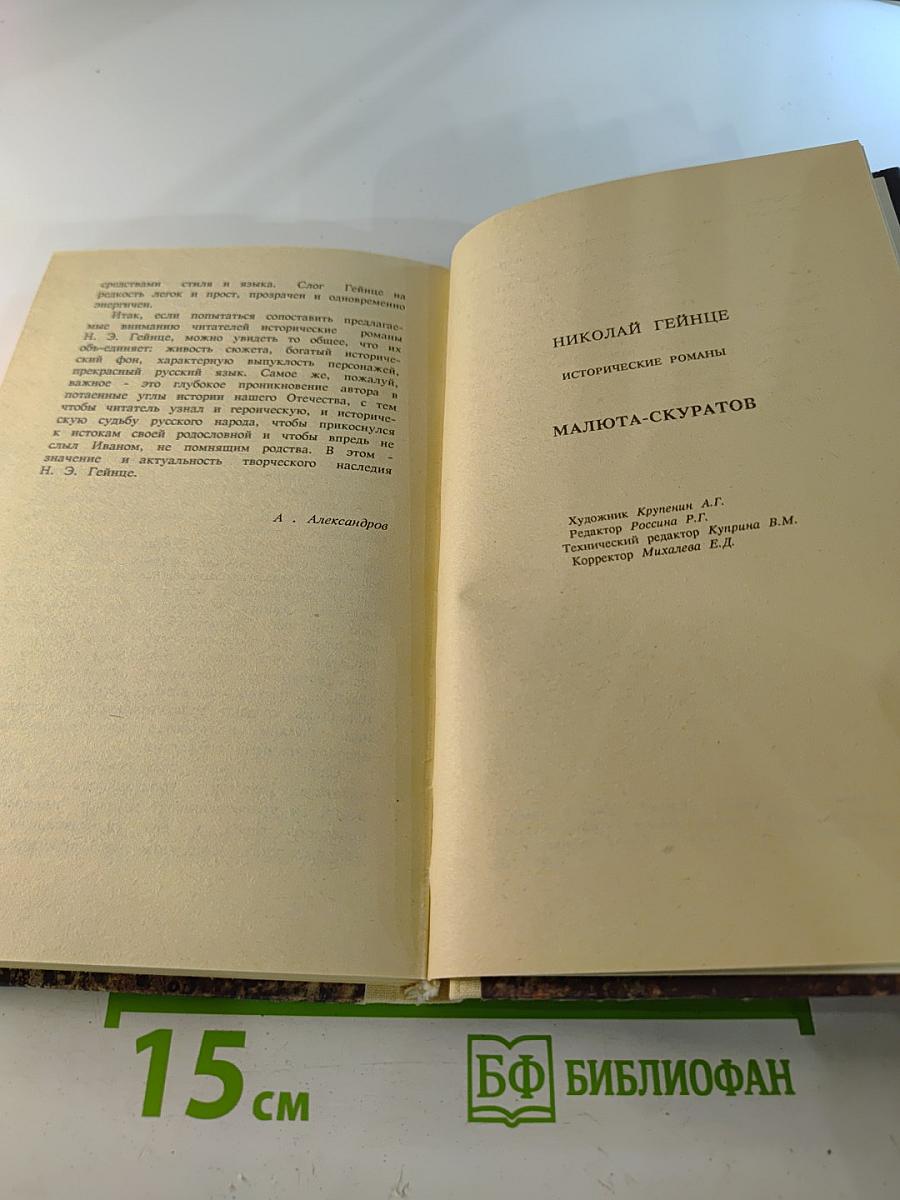 средствами стиля и языка. Слог Гейнце на
редкость легок и прост, прозрачен и одновременно
энергичен.
Итак, если попытаться сопоставить предлагае-
мые вниманию читателей исторические романы
Н. Э. Гейнце, можно увидеть то общее, что их
объ-единяет: живость сюжета, богатый историче-
ский фон, характерную выпуклость персонажей,
прекрасный русский язык. Самое же, пожалуй,
важное - это глубокое проникновение автора в
потаенные углы истории нашего Отечества, с тем
чтобы читатель узнал и героическую, и историче-
скую судьбу русского народа, чтобы прикоснулся
к истокам своей родословной и чтобы впредь не
слыл Иваном, не помнящим родства. В этом -
значение и актуальность творческого наследия
Н. Э. Гейнце.
А . Александров
НИКОЛАЙ ГЕЙНЦЕ
ИСТОРИЧЕСКИЕ РОМАНЫ
МАЛЮТА-СКУРАТОВ
Художник Крупенин А.Г.
Редактор Россина Р.Г.
Технический редактор Куприна В.М.
Корректор Михалева Е.Д.
15 см
БФ БИБЛИОФАН